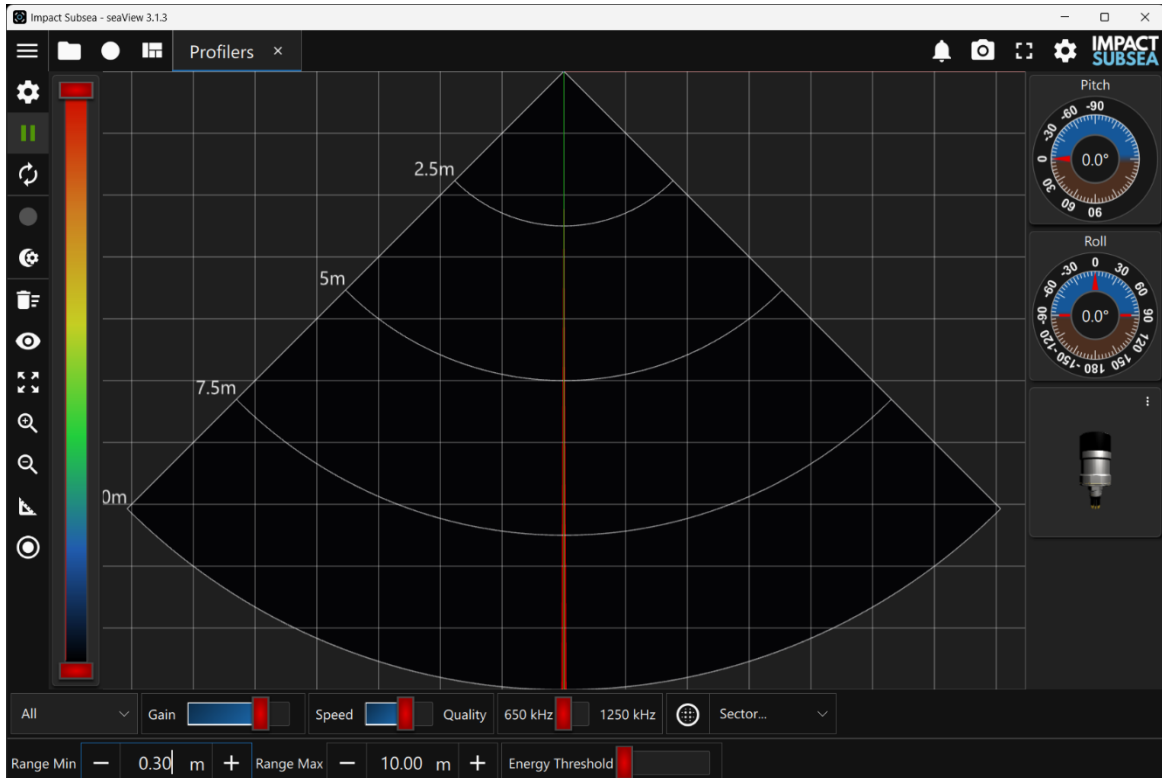 Impact Subsea - seaView 3.1.3
Profilers
IMPACT
SUBSEA
Pitch
-90
-60
-30
0
30
60
90
0.0°
2.5m
5m
7.5m
0m
Roll
0
-30
30
-60
60
-90
90
-120
120
-150
150
180
0.0°
All
Gain
Speed
Quality
650 kHz
1250 kHz
Sector...
Range Min
0.30 m
Range Max
10.00 m
Energy Threshold